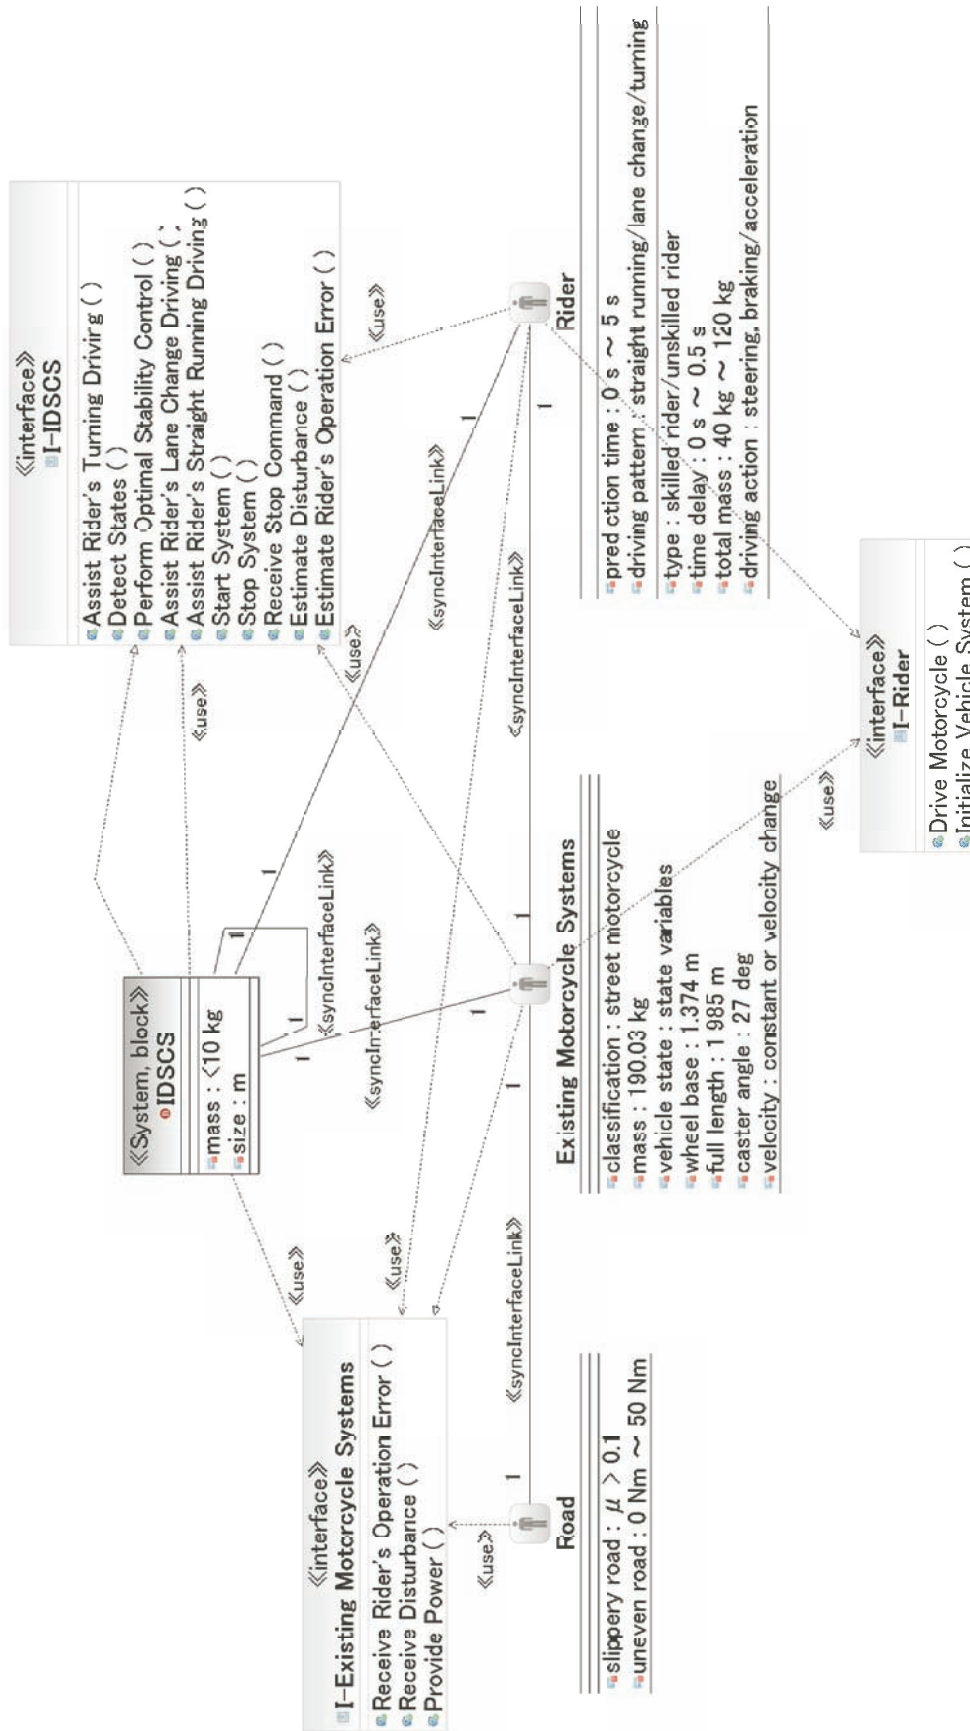 «interface»
I-IDSCS
Assist Rider's Turning Driving ( )
Detect States ( )
Perform Optimal Stability Control ( )
Assist Rider's Lane Change Driving ( )
Assist Rider's Straight Running Driving ( )
Start System ( )
Stop System ( )
Receive Stop Command ( )
Estimate Disturbance ( )
Estimate Rider's Operation Error ( )
«System, block»
IDSCS
mass : <10 kg
size : m
«use»
«use»
«use»
«use»
«use»
1
1
«syncInterfaceLink»
1
1
«syncInterfaceLink»
1
1
«syncInterfaceLink»
«interface»
I-Existing Motorcycle Systems
Receive Rider's Operation Error ( )
Receive Disturbance ( )
Provide Power ( )
«use»
1
«syncInterfaceLink»
1
1
«syncInterfaceLink»
1
Road
slippery road : μ > 0.1
uneven road : 0 Nm ~ 50 Nm
Existing Motorcycle Systems
classification : street motorcycle
mass : 190.03 kg
vehicle state : state variables
wheel base : 1.374 m
full length : 1 985 m
caster angle : 27 deg
velocity : constant or velocity change
Rider
pred ction time : 0 s ~ 5 s
driving pattern : straight running/lane change/turning
type : skilled rider/unskilled rider
time delay : 0 s ~ 0.5 s
total mass : 40 kg ~ 120 kg
driving action : steering, braking/acceleration
«use»
«interface»
I-Rider
Drive Motorcycle ( )
Initialize Vehicle System ( )